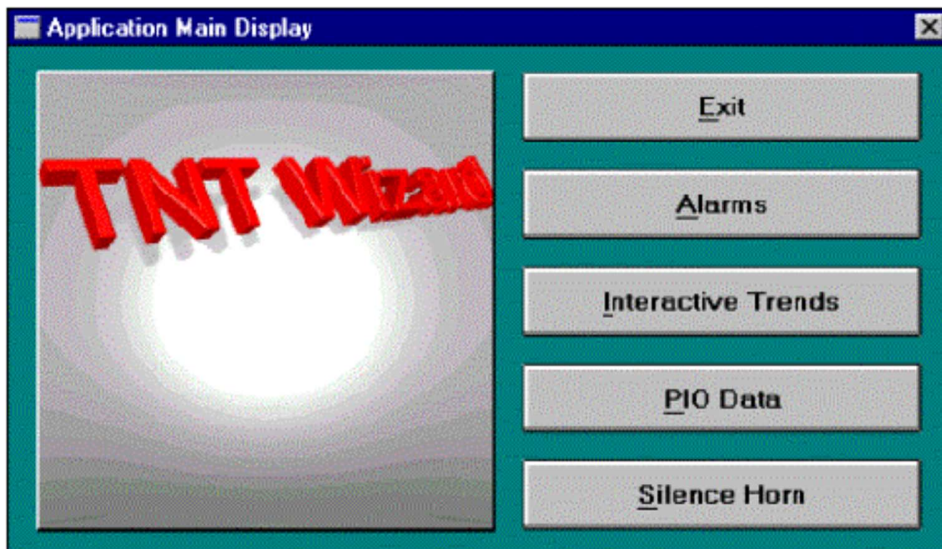 Application Main Display
TNT Wizard
Exit
Alarms
Interactive Trends
PIO Data
Silence Horn